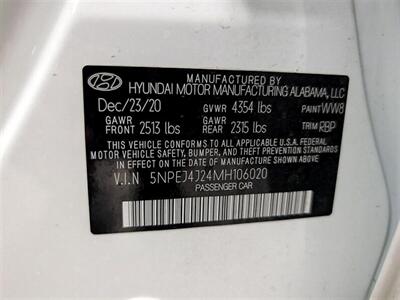 MANUFACTURED BY
HYUNDAI MOTOR MANUFACTURING ALABAMA, LLC
Dec/23/20 GVWR 4354 lbs PAINT WW8
GAWR FRONT 2513 lbs GAWR REAR 2315 lbs TRIM RBP
THIS VEHICLE CONFORMS TO ALL APPLICABLE U.S.A. FEDERAL
MOTOR VEHICLE SAFETY, BUMPER, AND THEFT PREVENTION STANDARDS
IN EFFECT ON THE DATE OF MANUFACTURE SHOWN ABOVE.
V.I.N 5NPEJ4J24MH106020
PASSENGER CAR